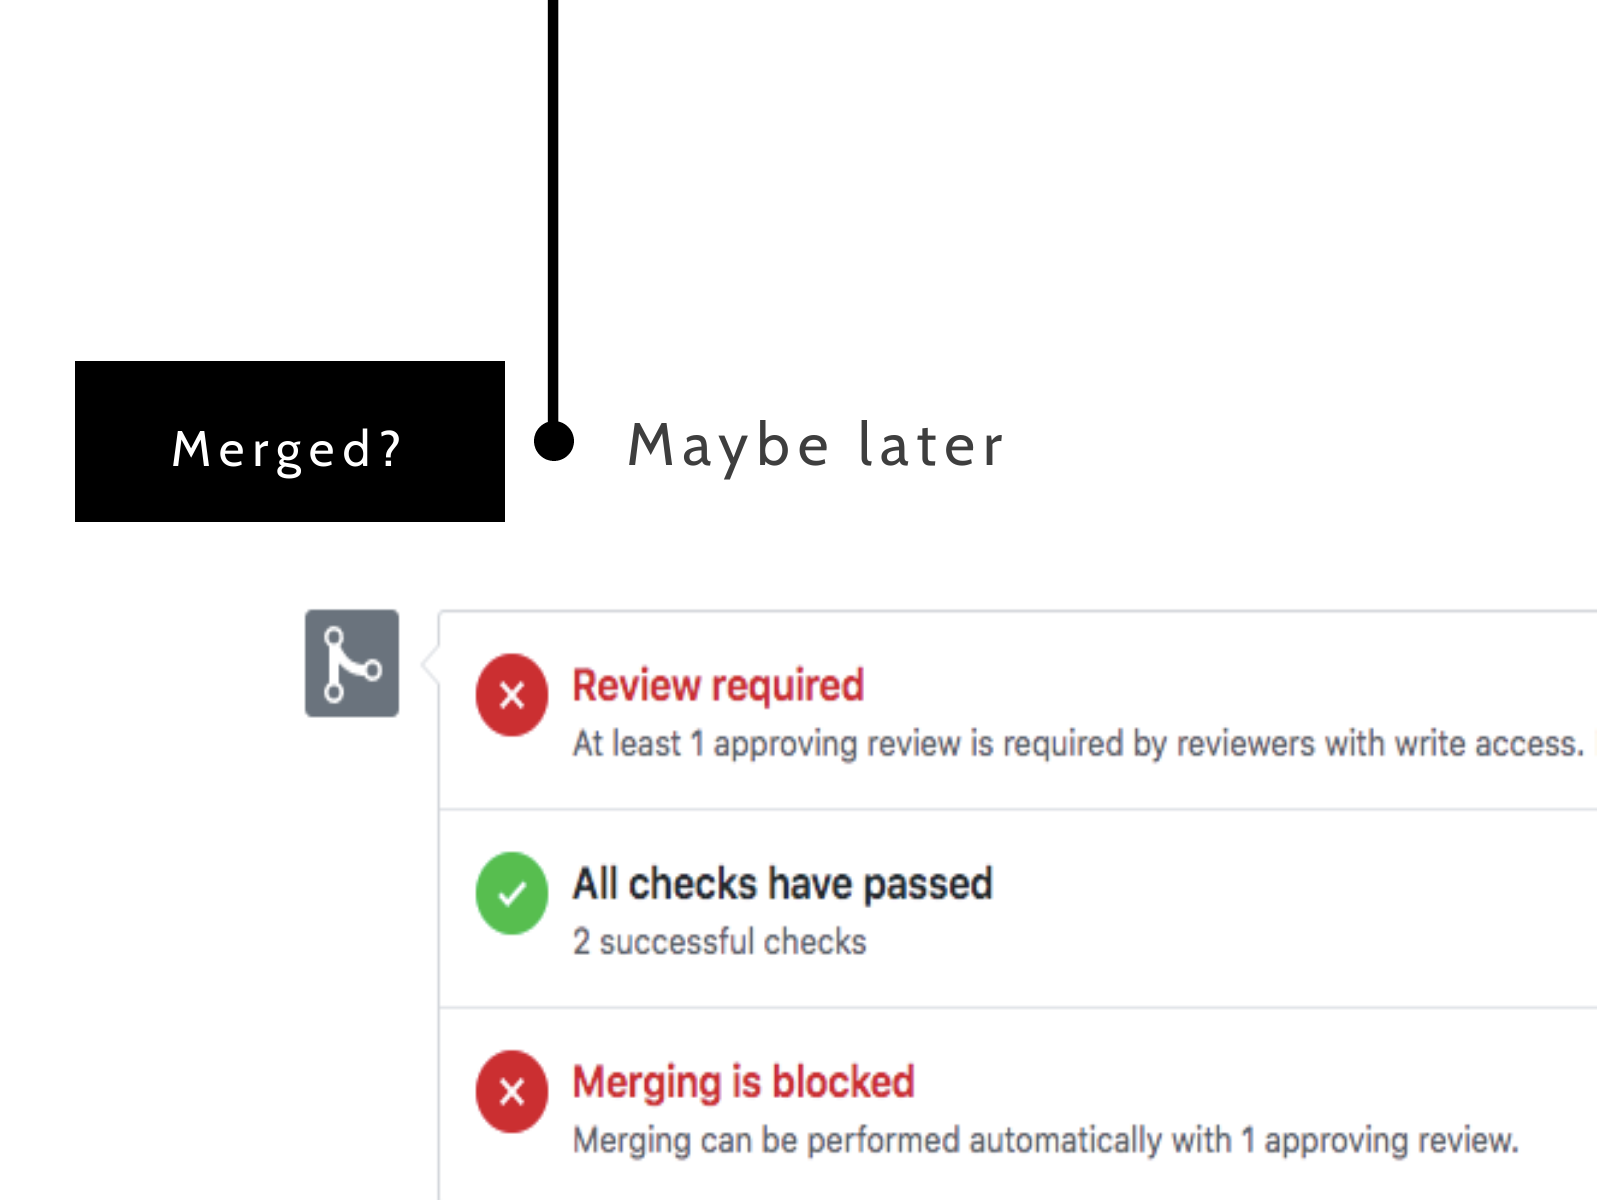 Merged?
Maybe later
Review required
At least 1 approving review is required by reviewers with write access.
All checks have passed
2 successful checks
Merging is blocked
Merging can be performed automatically with 1 approving review.